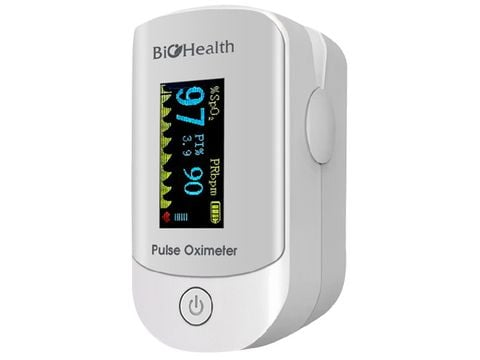 BiOHealth
%SpO₂
97
PI%
3.9
PRbpm
90
Pulse Oximeter